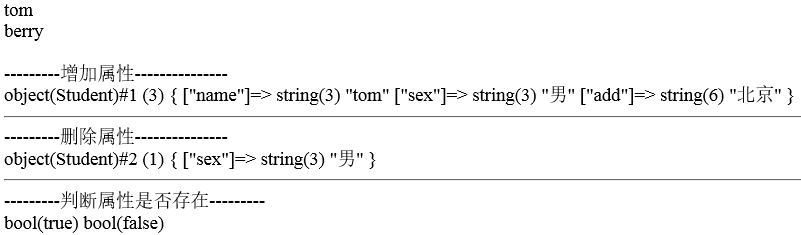 tom
berry
---------增加属性---------------
object(Student)#1 (3) { ["name"]=> string(3) "tom" ["sex"]=> string(3) "男" ["add"]=> string(6) "北京" }
---------删除属性---------------
object(Student)#2 (1) { ["sex"]=> string(3) "男" }
---------判断属性是否存在---------
bool(true) bool(false)